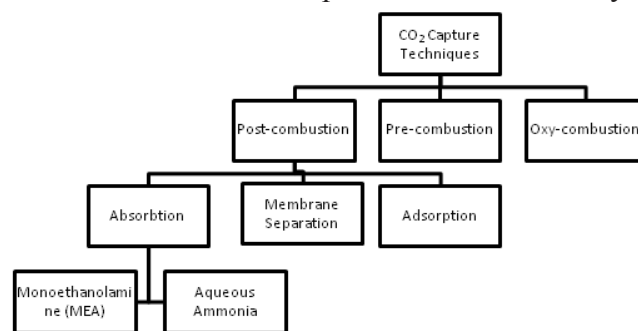 CO₂ Capture
Techniques
Post-combustion
Pre-combustion
Oxy-combustion
Absorbtion
Membrane
Separation
Adsorption
Monoethanolami
ne (MEA)
Aqueous
Ammonia